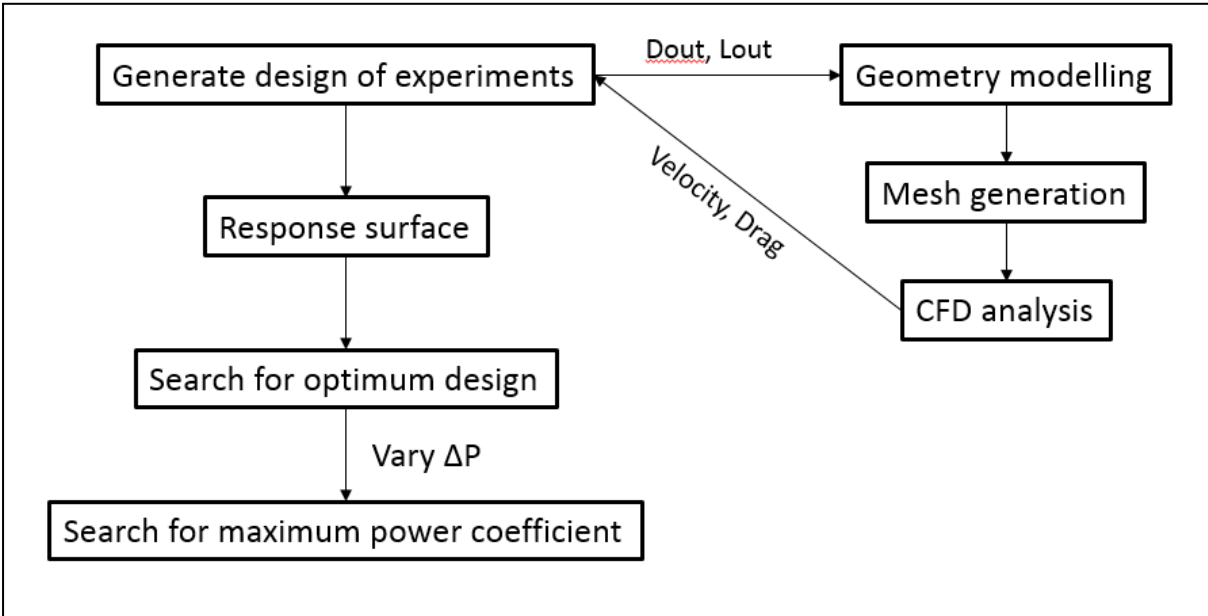 Generate design of experiments
Dout, Lout
Geometry modelling
Velocity, Drag
Mesh generation
Response surface
CFD analysis
Search for optimum design
Vary ΔP
Search for maximum power coefficient